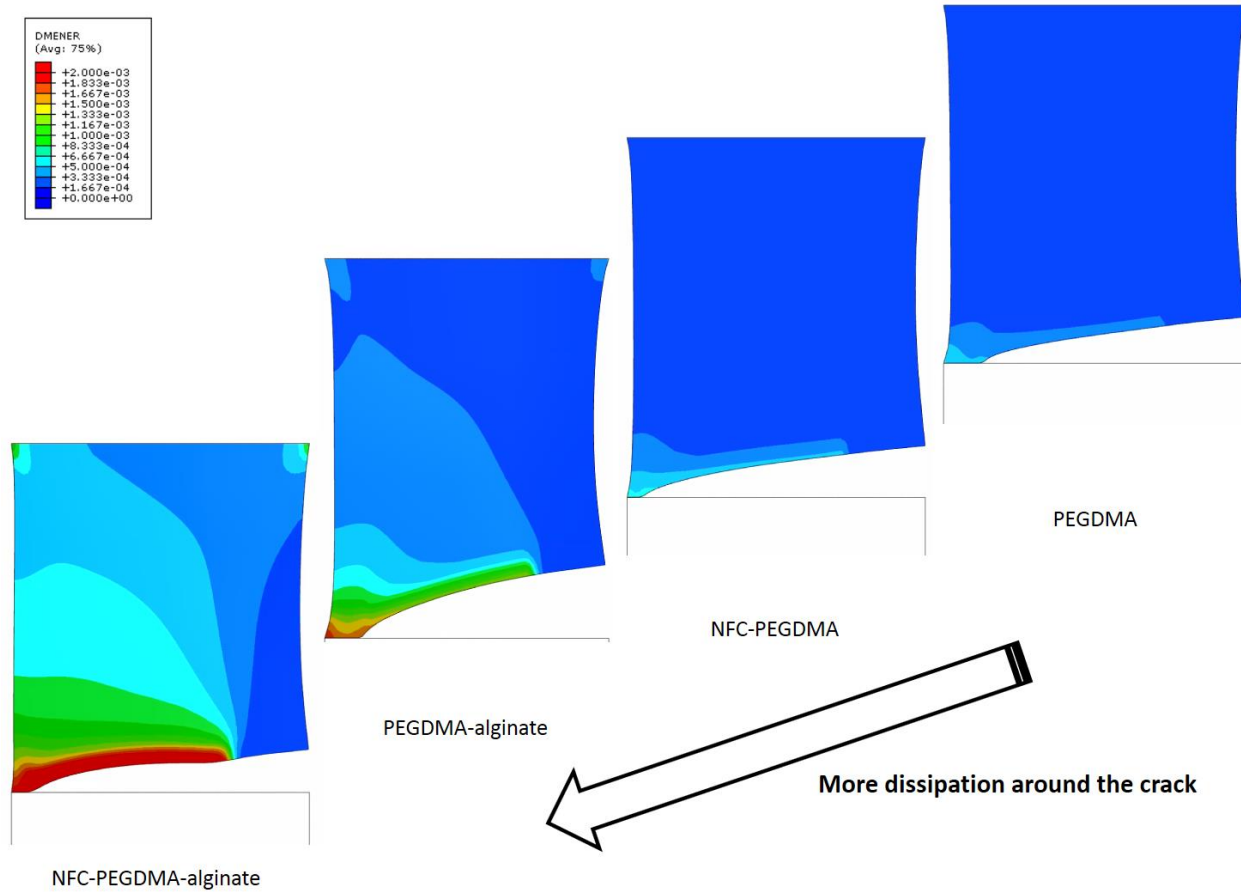 DMENER
(Avg: 75%)
+2.000e-03
+1.833e-03
+1.667e-03
+1.500e-03
+1.333e-03
+1.167e-03
+1.000e-03
+8.333e-04
+6.667e-04
+5.000e-04
+3.333e-04
+1.667e-04
+0.000e+00
PEGDMA
NFC-PEGDMA
PEGDMA-alginate
More dissipation around the crack
NFC-PEGDMA-alginate